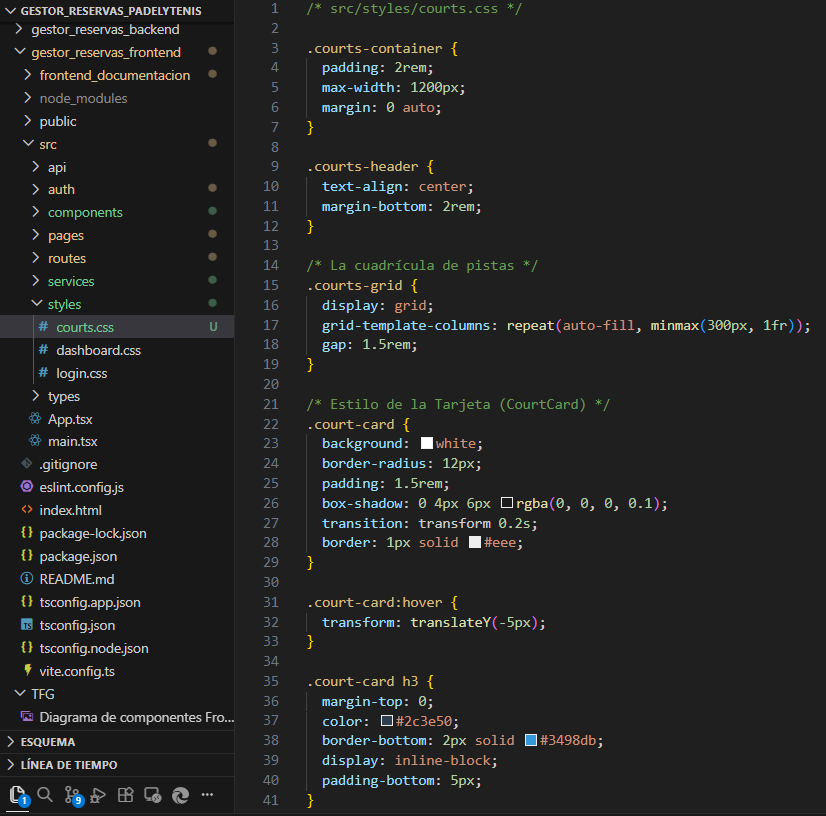 GESTOR_RESERVAS_PADELYTENIS
gestor_reservas_backend
gestor_reservas_frontend
frontend_documentacion
node_modules
public
src
api
auth
components
pages
routes
services
styles
# courts.css U
# dashboard.css
# login.css
types
App.tsx
main.tsx
.gitignore
eslint.config.js
<> index.html
{} package-lock.json
{} package.json
README.md
{} tsconfig.app.json
TS tsconfig.json
{} tsconfig.node.json
vite.config.ts
TFG
Diagrama de componentes Fro...
ESQUEMA
LÍNEA DE TIEMPO
1
9
...
1 /* src/styles/courts.css */
2
3 .courts-container {
4 padding: 2rem;
5 max-width: 1200px;
6 margin: 0 auto;
7 }
8
9 .courts-header {
10 text-align: center;
11 margin-bottom: 2rem;
12 }
13
14 /* La cuadrícula de pistas */
15 .courts-grid {
16 display: grid;
17 grid-template-columns: repeat(auto-fill, minmax(300px, 1fr));
18 gap: 1.5rem;
19 }
20
21 /* Estilo de la Tarjeta (CourtCard) */
22 .court-card {
23 background: white;
24 border-radius: 12px;
25 padding: 1.5rem;
26 box-shadow: 0 4px 6px rgba(0, 0, 0, 0.1);
27 transition: transform 0.2s;
28 border: 1px solid #eee;
29 }
30
31 .court-card:hover {
32 transform: translateY(-5px);
33 }
34
35 .court-card h3 {
36 margin-top: 0;
37 color: #2c3e50;
38 border-bottom: 2px solid #3498db;
39 display: inline-block;
40 padding-bottom: 5px;
41 }